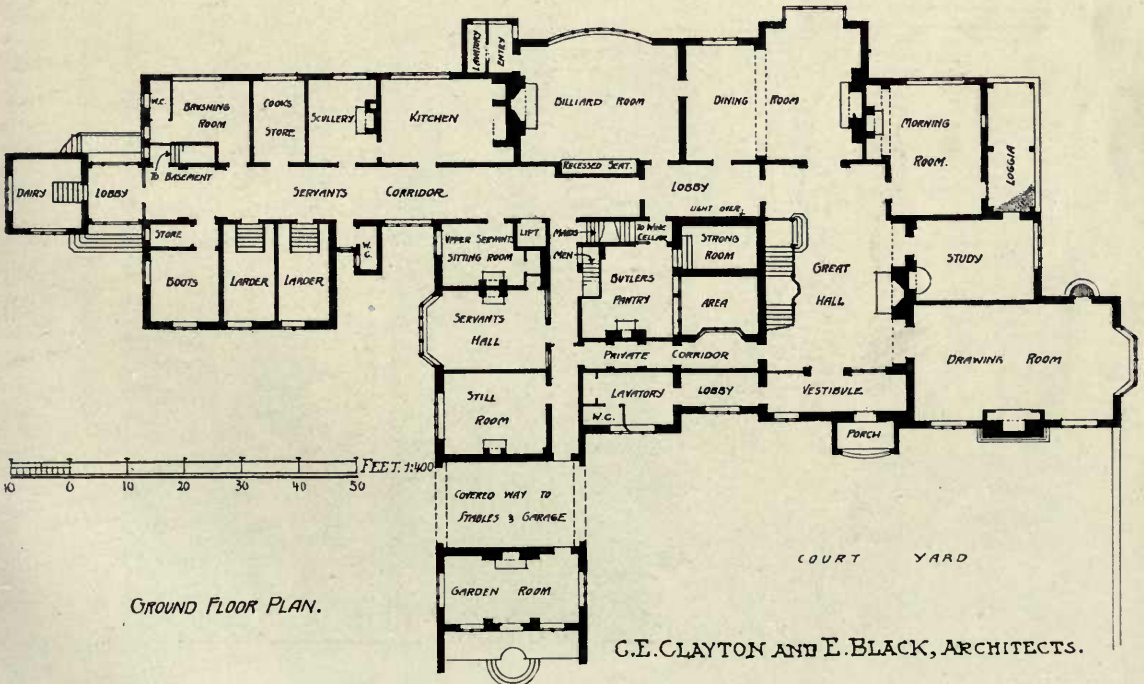 LAVATORY
ENTRY
W.C.
BRUSHING
ROOM
COOKS
STORE
SCULLERY
KITCHEN
BILLIARD ROOM
DINING ROOM
MORNING
ROOM.
LOGGIA
TO BASEMENT
RECESSED SEAT.
DAIRY
LOBBY
SERVANTS CORRIDOR
LOBBY
LIGHT OVER.
STORE
W.C.
UPPER SERVANTS
SITTING ROOM
LIFT
MAIDS
MEN
TO WINE
CELLAR
STRONG
ROOM
GREAT
HALL
STUDY
BOOTS
LARDER
LARDER
BUTLERS
PANTRY
AREA
SERVANTS
HALL
PRIVATE CORRIDOR
DRAWING ROOM
STILL
ROOM
LAVATORY
W.C.
LOBBY
VESTIBULE
PORCH
FEET. 1:400
10 0 10 20 30 40 50
COVERED WAY TO
STABLES & GARAGE
COURT YARD
GARDEN ROOM
GROUND FLOOR PLAN.
C.E.CLAYTON AND E.BLACK, ARCHITECTS.